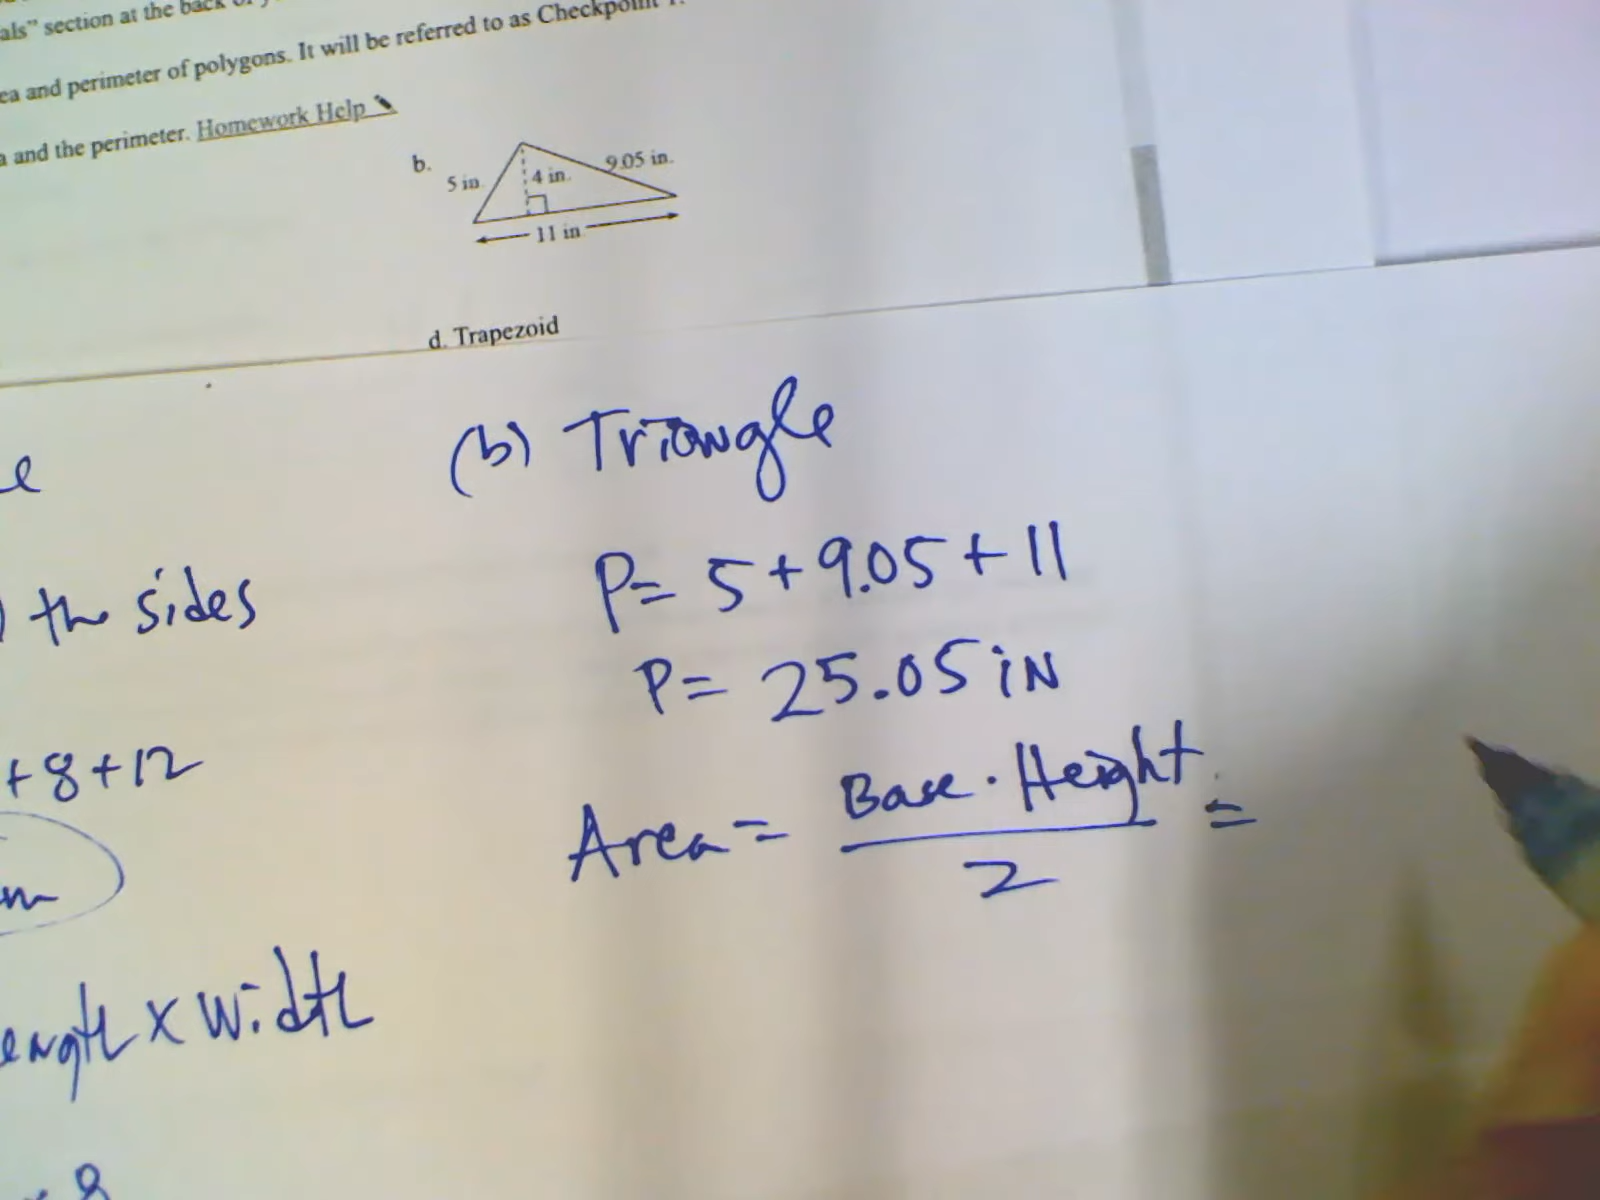 als" section at the back
ea and perimeter of polygons. It will be referred to as Checkpoint
a and the perimeter. Homework Help
b.
5 in.
4 in.
9.05 in.
11 in
d. Trapezoid
e
(b) Triangle
the sides
P= 5+9.05+11
P= 25.05 iN
+8+12
Area = Base · Height =
2
m
ength x Width
8